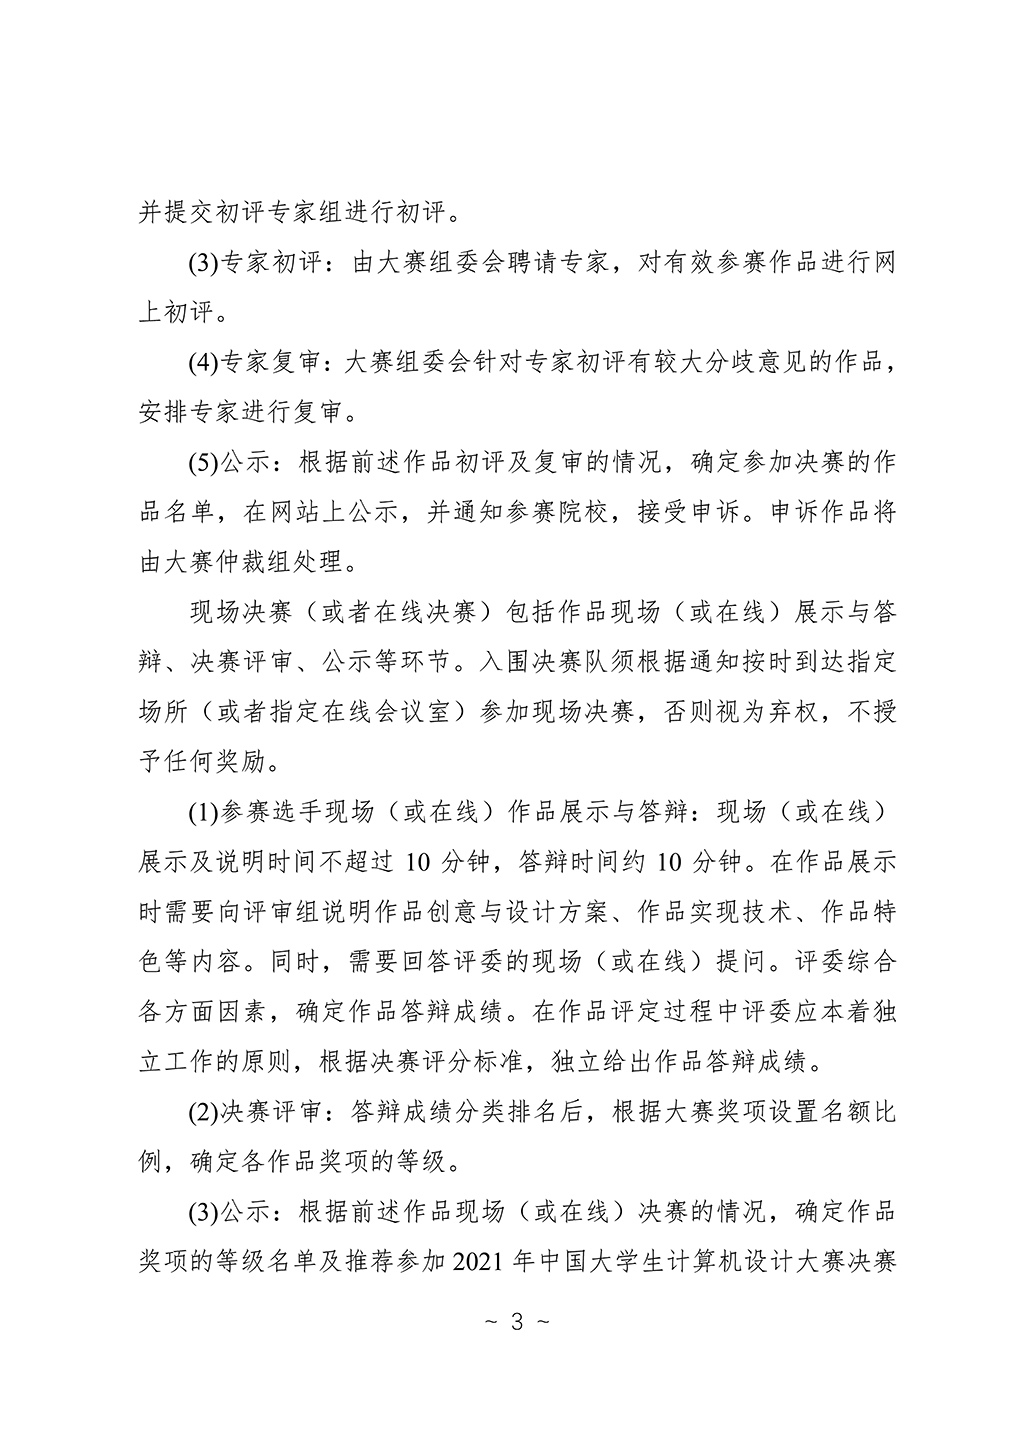 并提交初评专家组进行初评。
(3)专家初评：由大赛组委会聘请专家，对有效参赛作品进行网
上初评。
(4)专家复审：大赛组委会针对专家初评有较大分歧意见的作品，
安排专家进行复审。
(5)公示：根据前述作品初评及复审的情况，确定参加决赛的作
品名单，在网站上公示，并通知参赛院校，接受申诉。申诉作品将
由大赛仲裁组处理。
现场决赛（或者在线决赛）包括作品现场（或在线）展示与答
辩、决赛评审、公示等环节。入围决赛队须根据通知按时到达指定
场所（或者指定在线会议室）参加现场决赛，否则视为弃权，不授
予任何奖励。
(1)参赛选手现场（或在线）作品展示与答辩：现场（或在线）
展示及说明时间不超过 10 分钟，答辩时间约 10 分钟。在作品展示
时需要向评审组说明作品创意与设计方案、作品实现技术、作品特
色等内容。同时，需要回答评委的现场（或在线）提问。评委综合
各方面因素，确定作品答辩成绩。在作品评定过程中评委应本着独
立工作的原则，根据决赛评分标准，独立给出作品答辩成绩。
(2)决赛评审：答辩成绩分类排名后，根据大赛奖项设置名额比
例，确定各作品奖项的等级。
(3)公示：根据前述作品现场（或在线）决赛的情况，确定作品
奖项的等级名单及推荐参加 2021 年中国大学生计算机设计大赛决赛
~ 3 ~